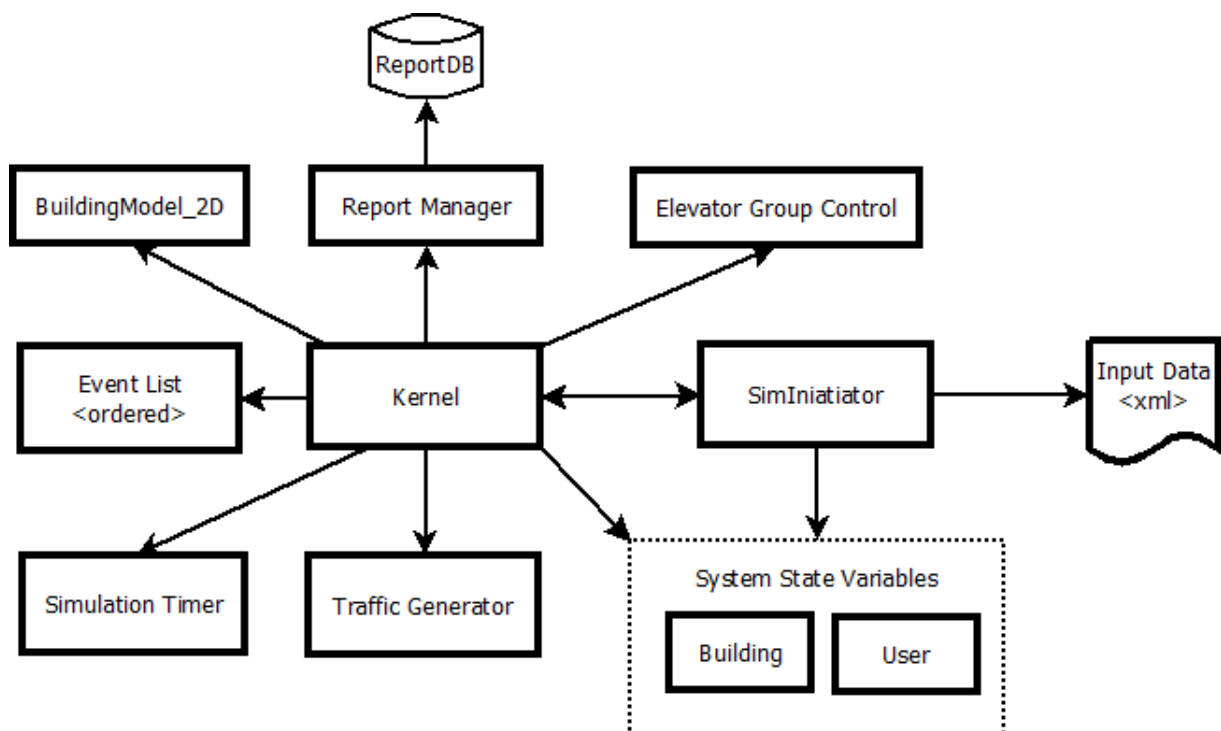 ReportDB
BuildingModel_2D
Report Manager
Elevator Group Control
Event List
<ordered>
Kernel
SimIniatiator
Input Data
<xml>
Simulation Timer
Traffic Generator
System State Variables
Building
User